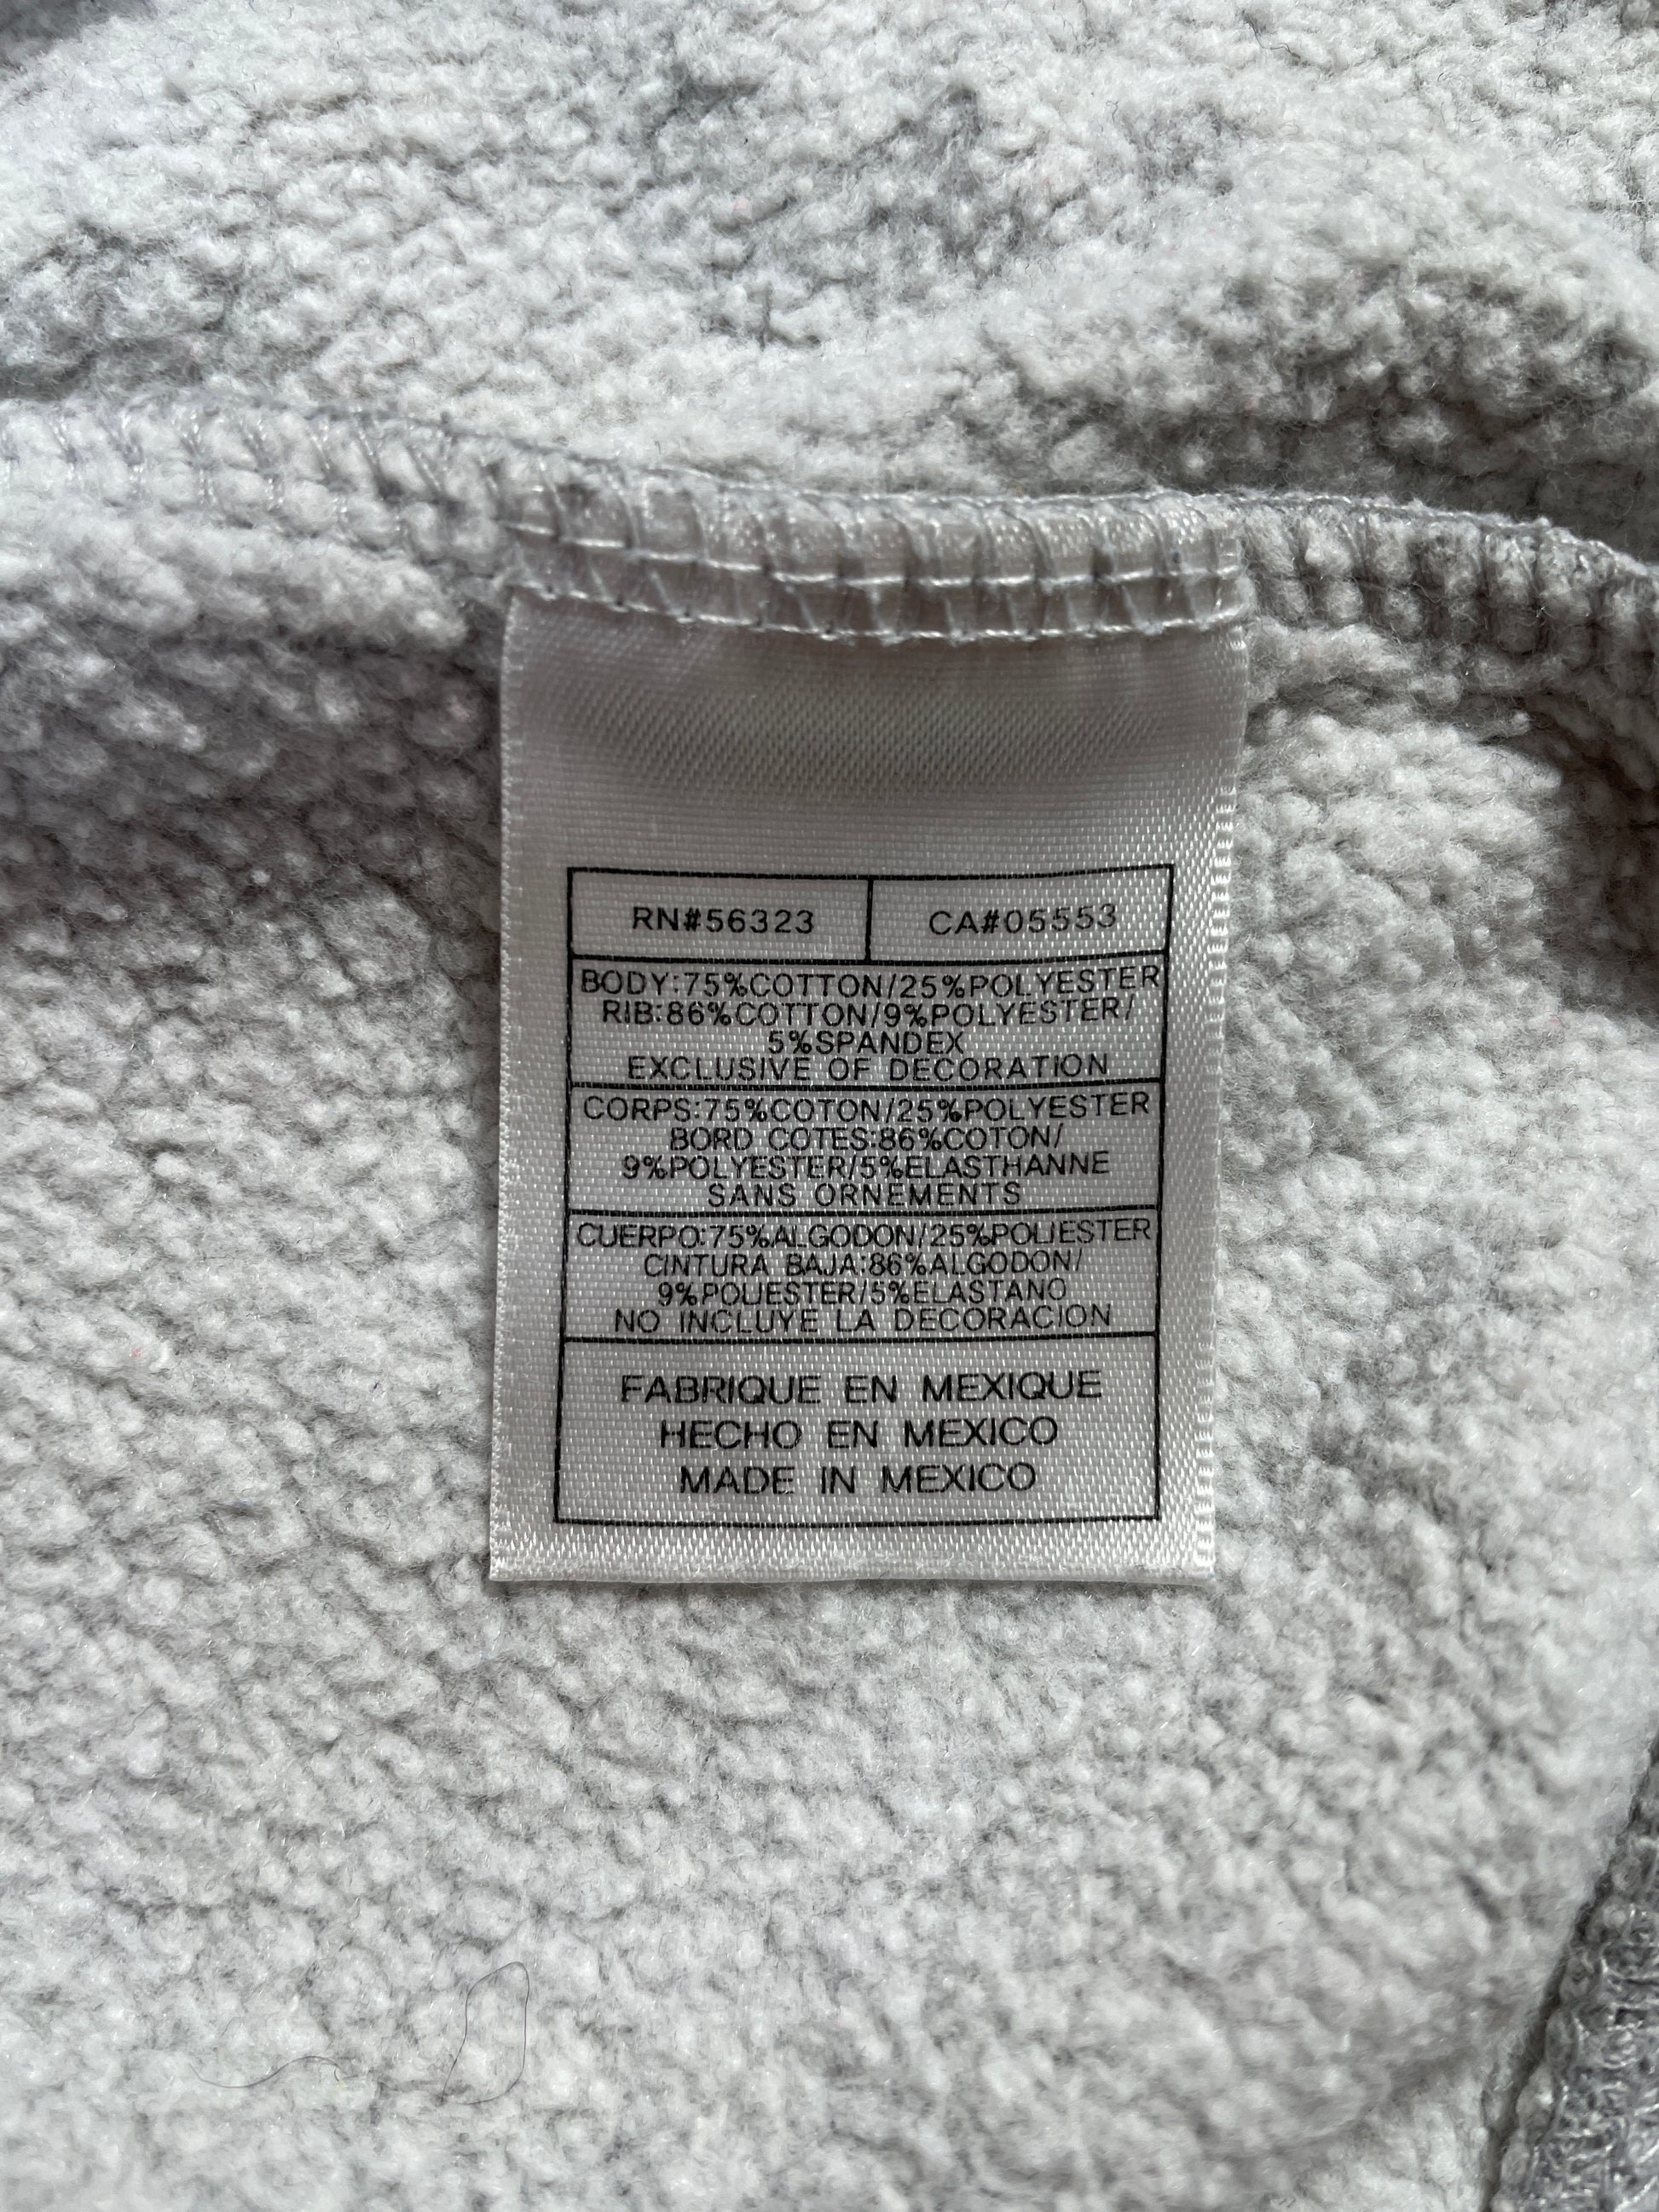 RN#56323 CA#05553
BODY:75%COTTON/25%POLYESTER
RIB:86%COTTON/9%POLYESTER/
5%SPANDEX
EXCLUSIVE OF DECORATION
CORPS:75%COTON/25%POLYESTER
BORD COTES:86%COTON/
9%POLYESTER/5%ELASTHANNE
SANS ORNEMENTS
CUERPO:75%ALGODON/25%POLIESTER
CINTURA BAJA:86%ALGODON/
9%POLIESTER/5%ELASTANO
NO INCLUYE LA DECORACION
FABRIQUE EN MEXIQUE
HECHO EN MEXICO
MADE IN MEXICO